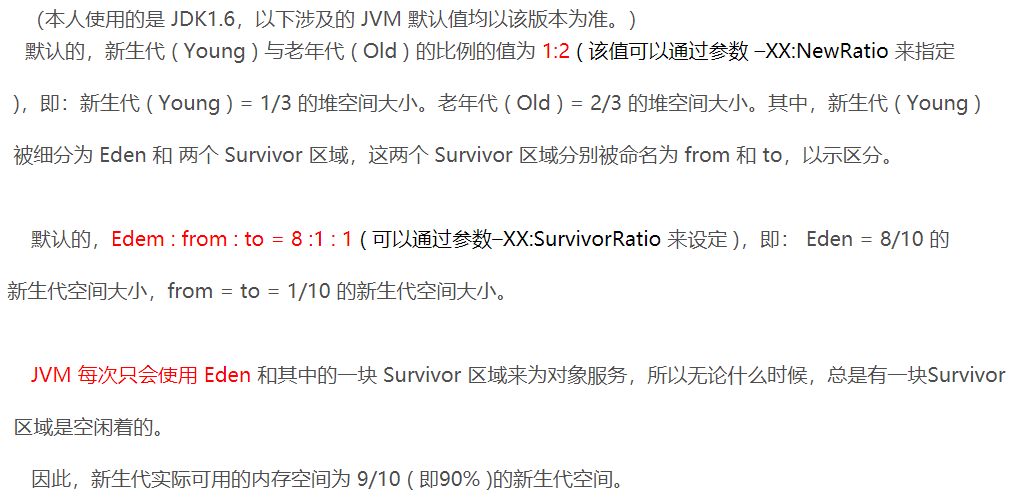 （本人使用的是 JDK1.6，以下涉及的 JVM 默认值均以该版本为准。）
默认的，新生代 ( Young ) 与老年代 ( Old ) 的比例的值为 1:2 ( 该值可以通过参数 –XX:NewRatio 来指定
)，即：新生代 ( Young ) = 1/3 的堆空间大小。老年代 ( Old ) = 2/3 的堆空间大小。其中，新生代 ( Young )
被细分为 Eden 和 两个 Survivor 区域，这两个 Survivor 区域分别被命名为 from 和 to，以示区分。
默认的，Edem : from : to = 8 :1 : 1 ( 可以通过参数–XX:SurvivorRatio 来设定 )，即： Eden = 8/10 的
新生代空间大小，from = to = 1/10 的新生代空间大小。
JVM 每次只会使用 Eden 和其中的一块 Survivor 区域来为对象服务，所以无论什么时候，总是有一块Survivor
区域是空闲着的。
因此，新生代实际可用的内存空间为 9/10 ( 即90% )的新生代空间。